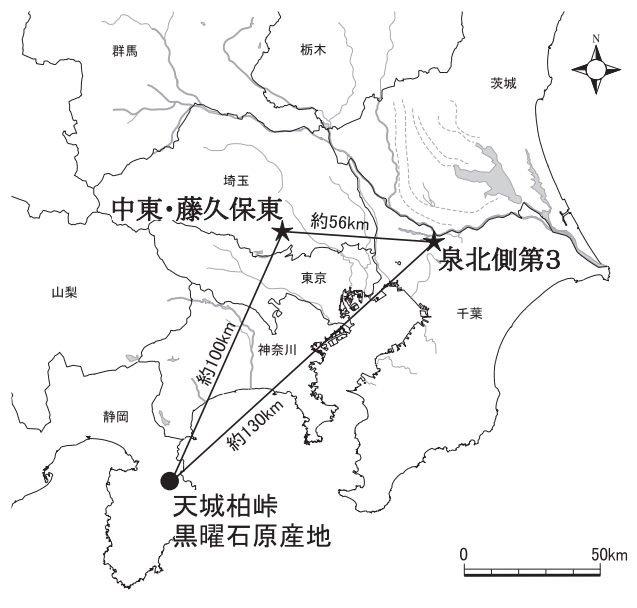 群馬
栃木
N
茨城
埼玉
中東・藤久保東
約56km
泉北側第3
東京
山梨
千葉
神奈川
約100km
約130km
静岡
天城柏峠
黒曜石原産地
0 50km